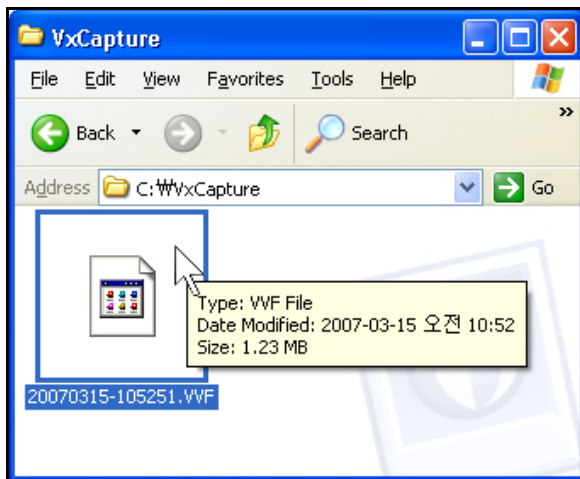 VxCapture
File Edit View Favorites Tools Help
Back Search »
Address C:₩VxCapture Go
Type: VVF File
Date Modified: 2007-03-15 오전 10:52
Size: 1.23 MB
20070315-105251.VVF